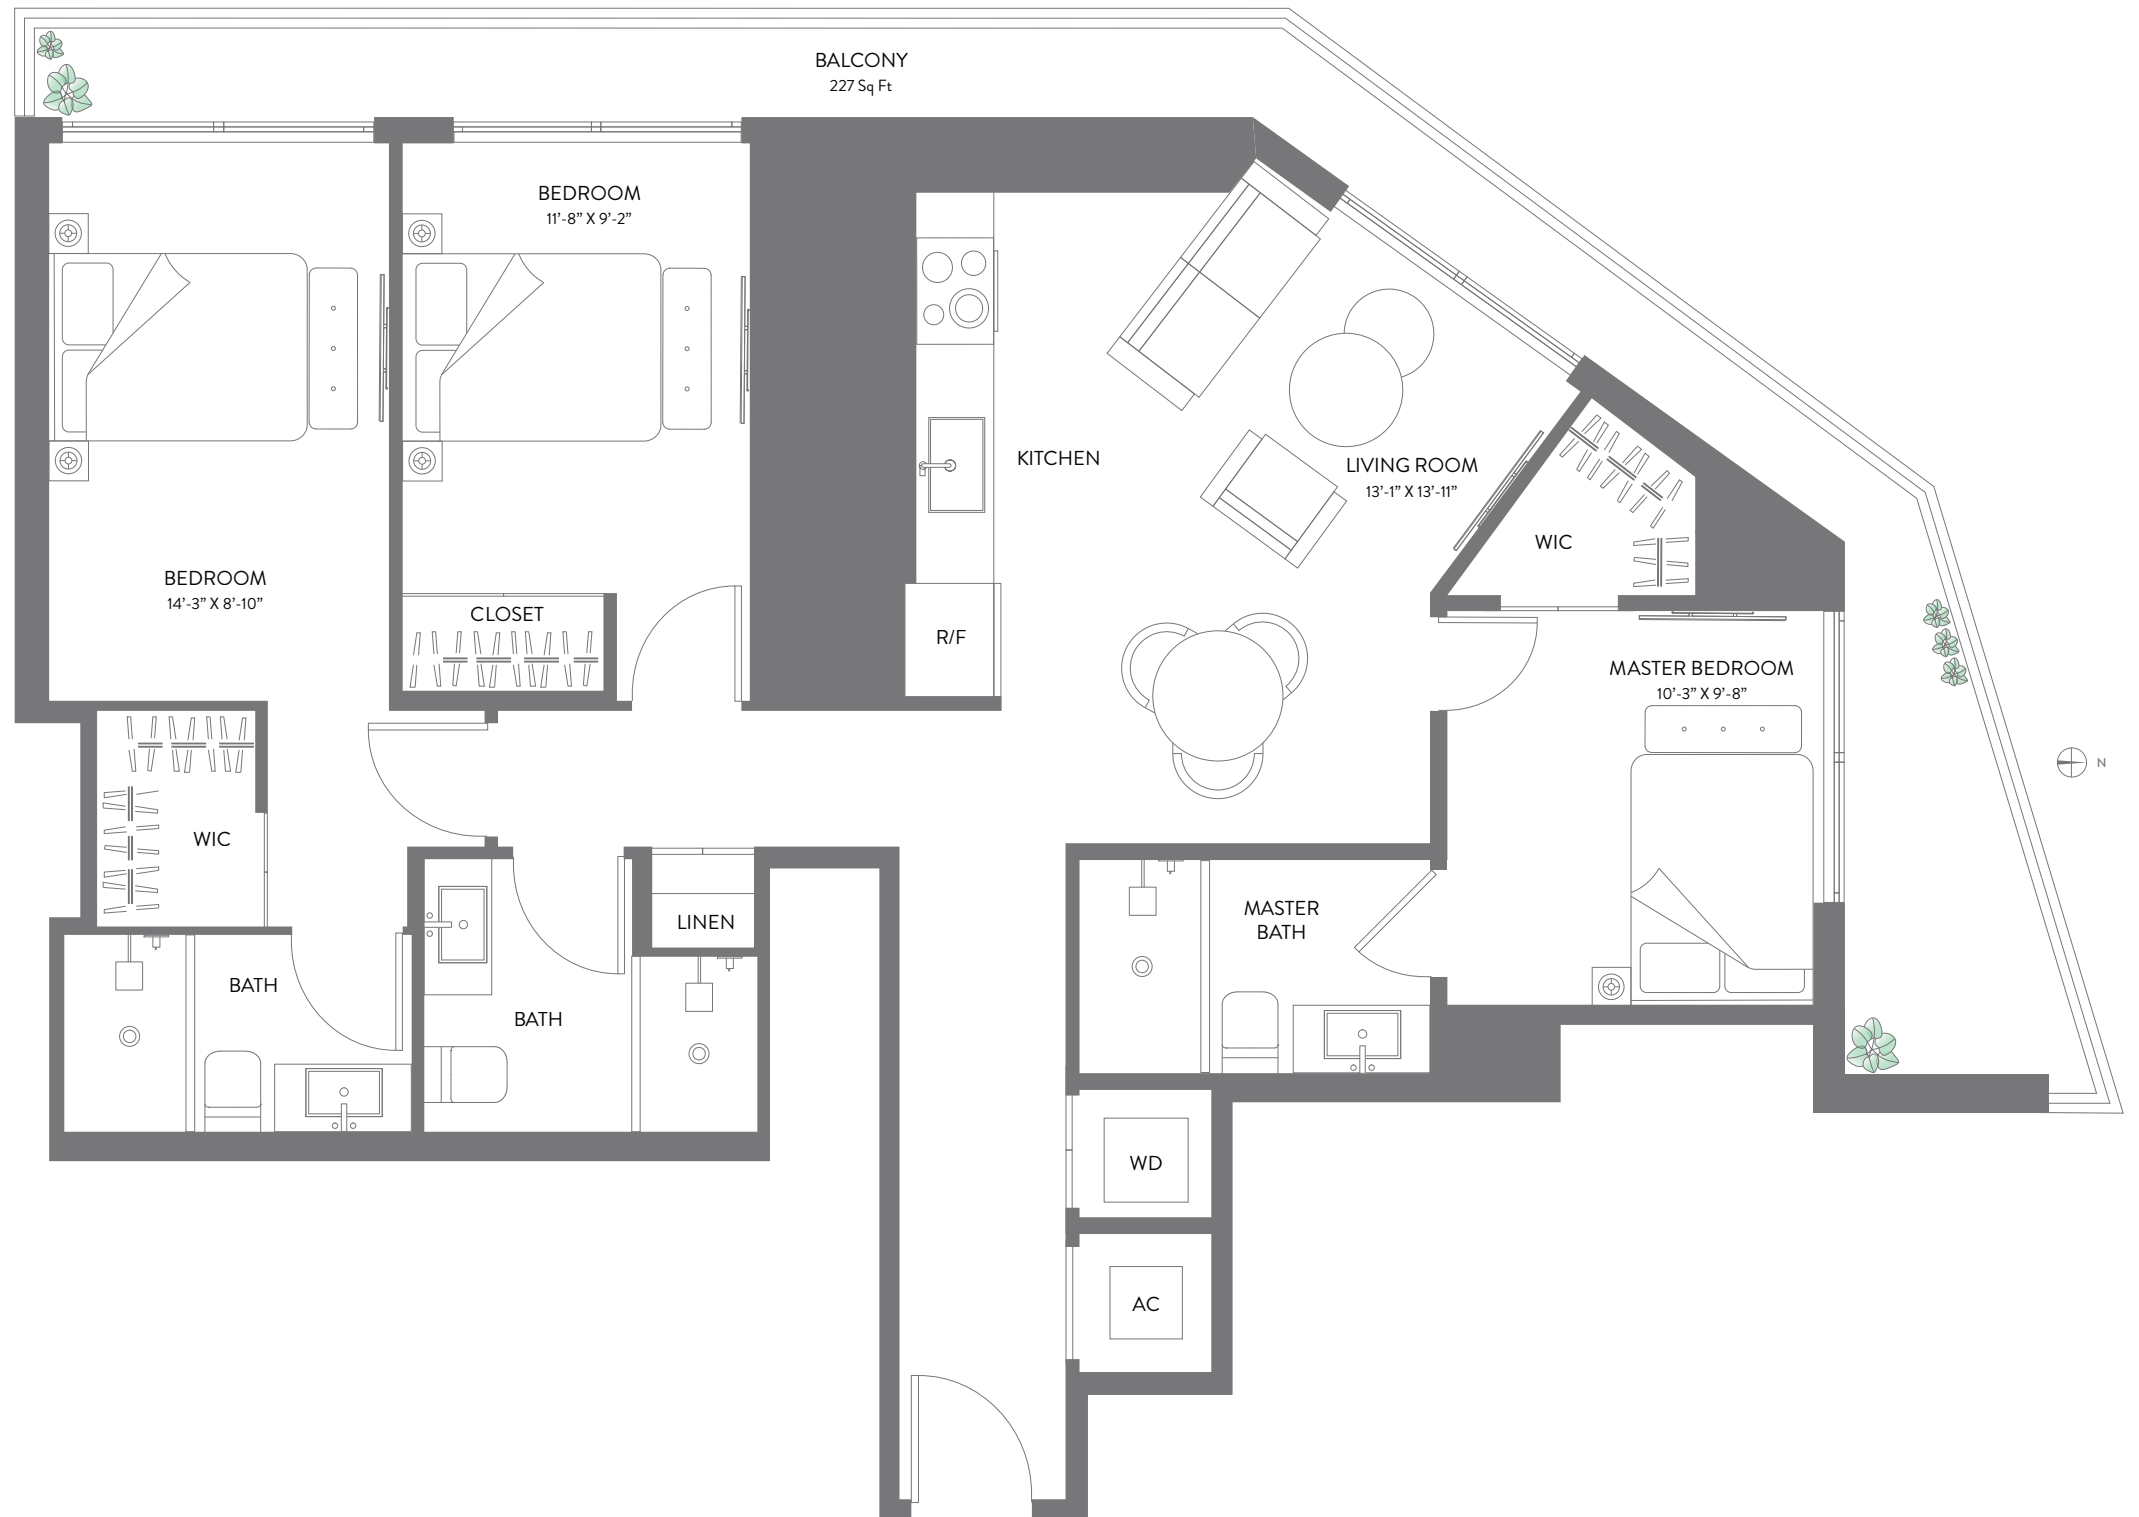 BALCONY
227 Sq Ft
BEDROOM
11’-8” X 9’-2”
KITCHEN
LIVING ROOM
13’-1” X 13’-11”
WIC
BEDROOM
14’-3” X 8’-10”
CLOSET
R/F
MASTER BEDROOM
10’-3” X 9’-8”
N
WIC
LINEN
MASTER
BATH
BATH
BATH
WD
AC